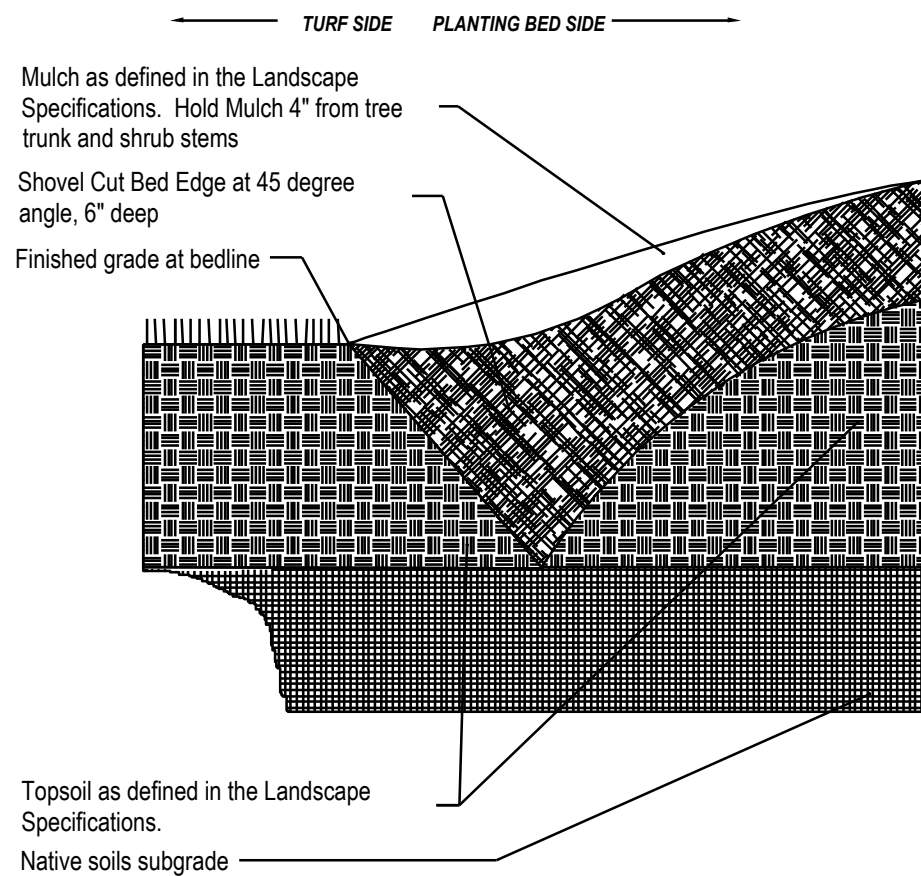 TURF SIDE PLANTING BED SIDE
Mulch as defined in the Landscape
Specifications. Hold Mulch 4" from tree
trunk and shrub stems
Shovel Cut Bed Edge at 45 degree
angle, 6" deep
Finished grade at bedline
Topsoil as defined in the Landscape
Specifications.
Native soils subgrade